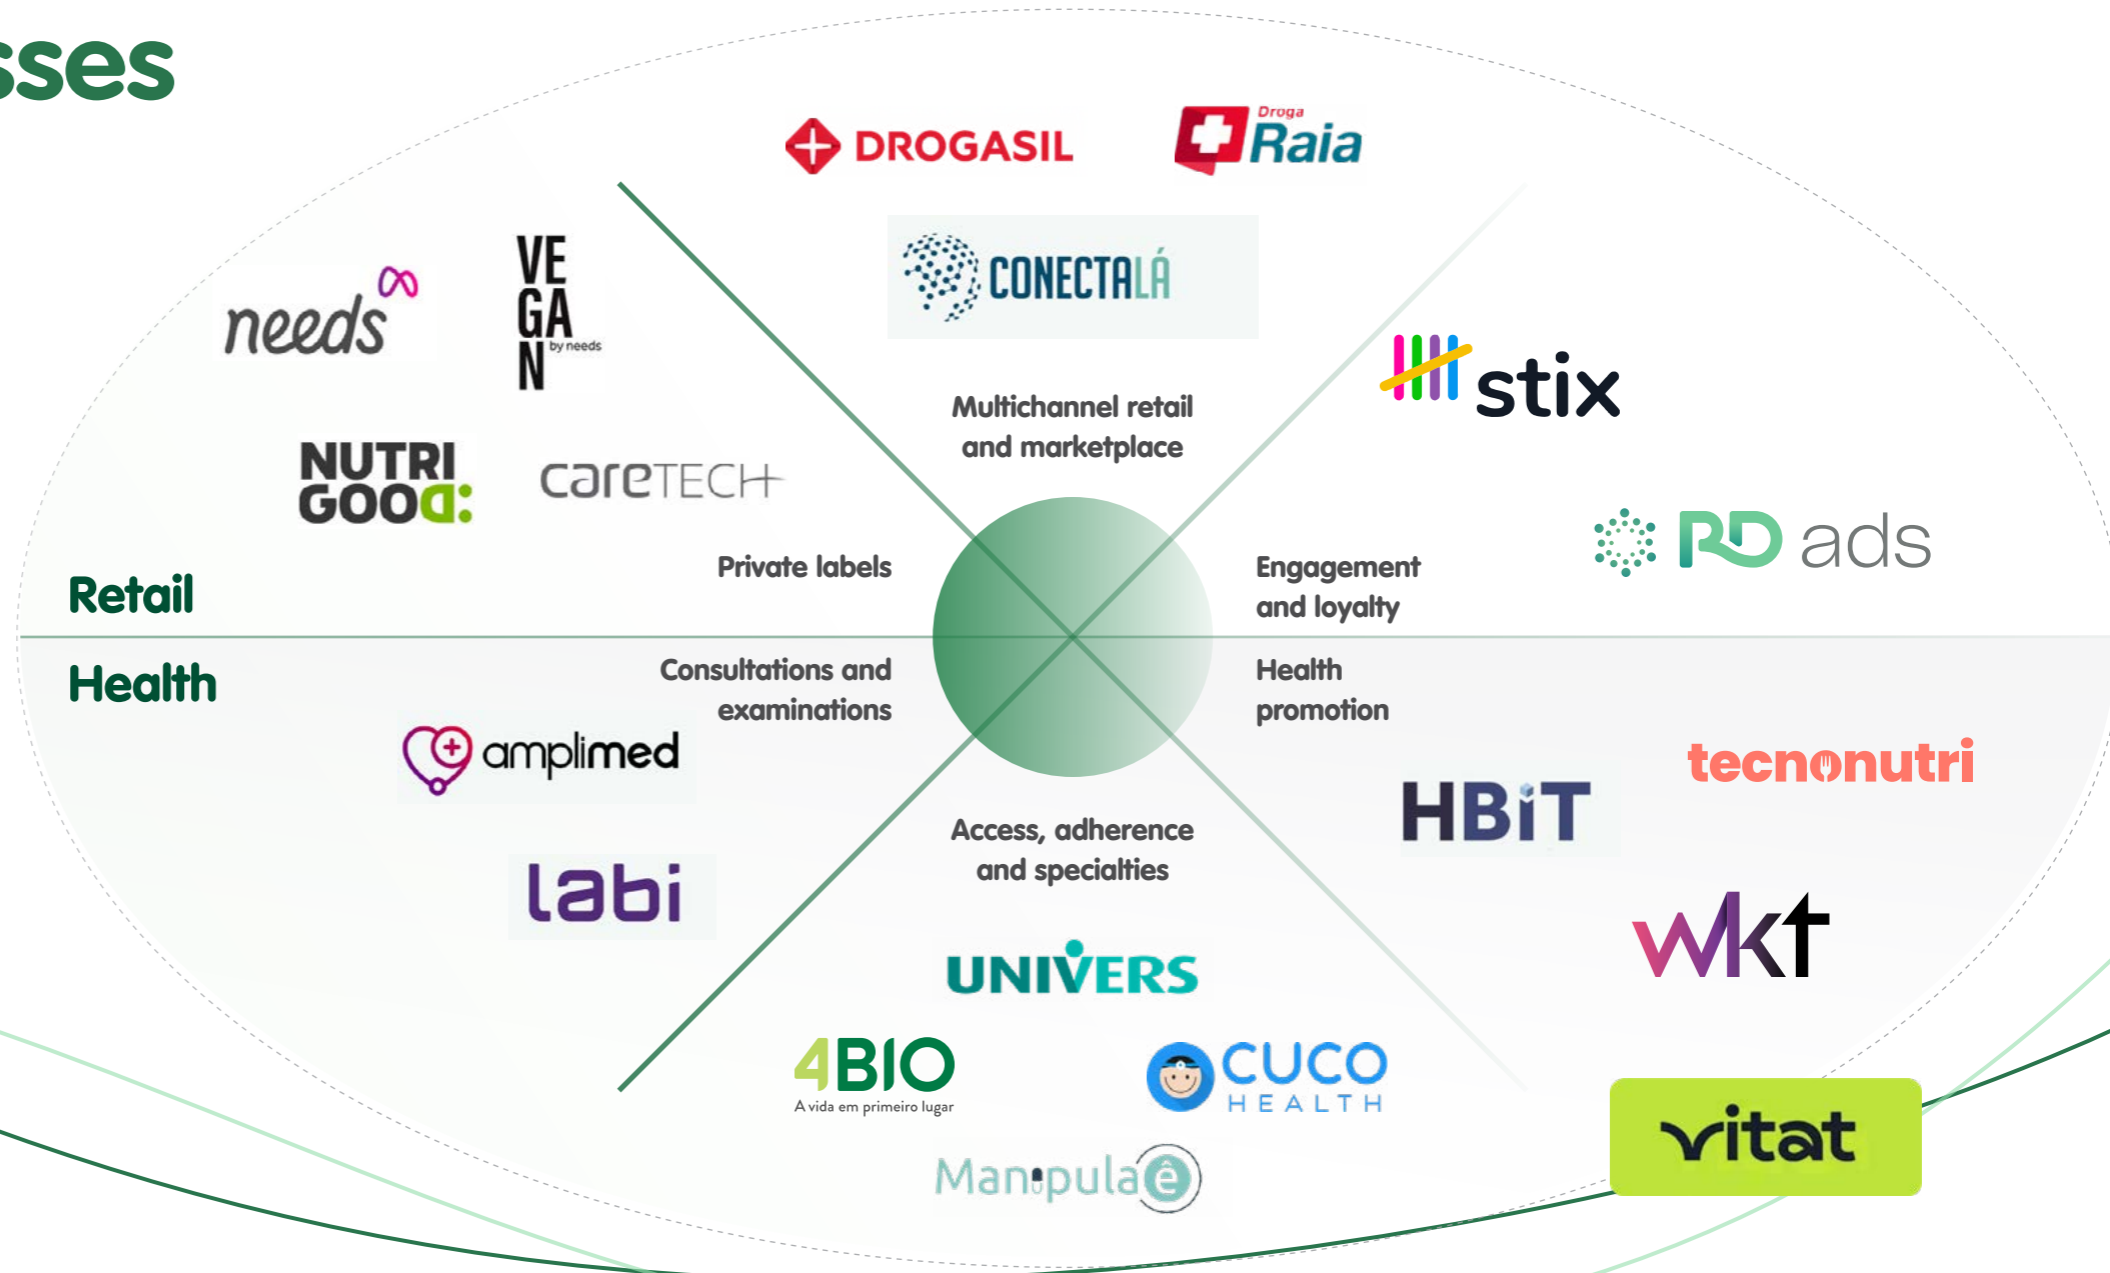 sses
DROGASIL
Droga
Raia
CONECTALÁ
Multichannel retail
and marketplace
needs
VE
GA
N
by needs
NUTRI
GOOD:
caretech
Private labels
stix
RD ads
Engagement
and loyalty
Retail
Health
Consultations and
examinations
amplimed
labi
Health
promotion
tecnonutri
HBiT
wkt
vitat
Access, adherence
and specialties
UNIVERS
4BIO
A vida em primeiro lugar
CUCO
HEALTH
Manipulaê